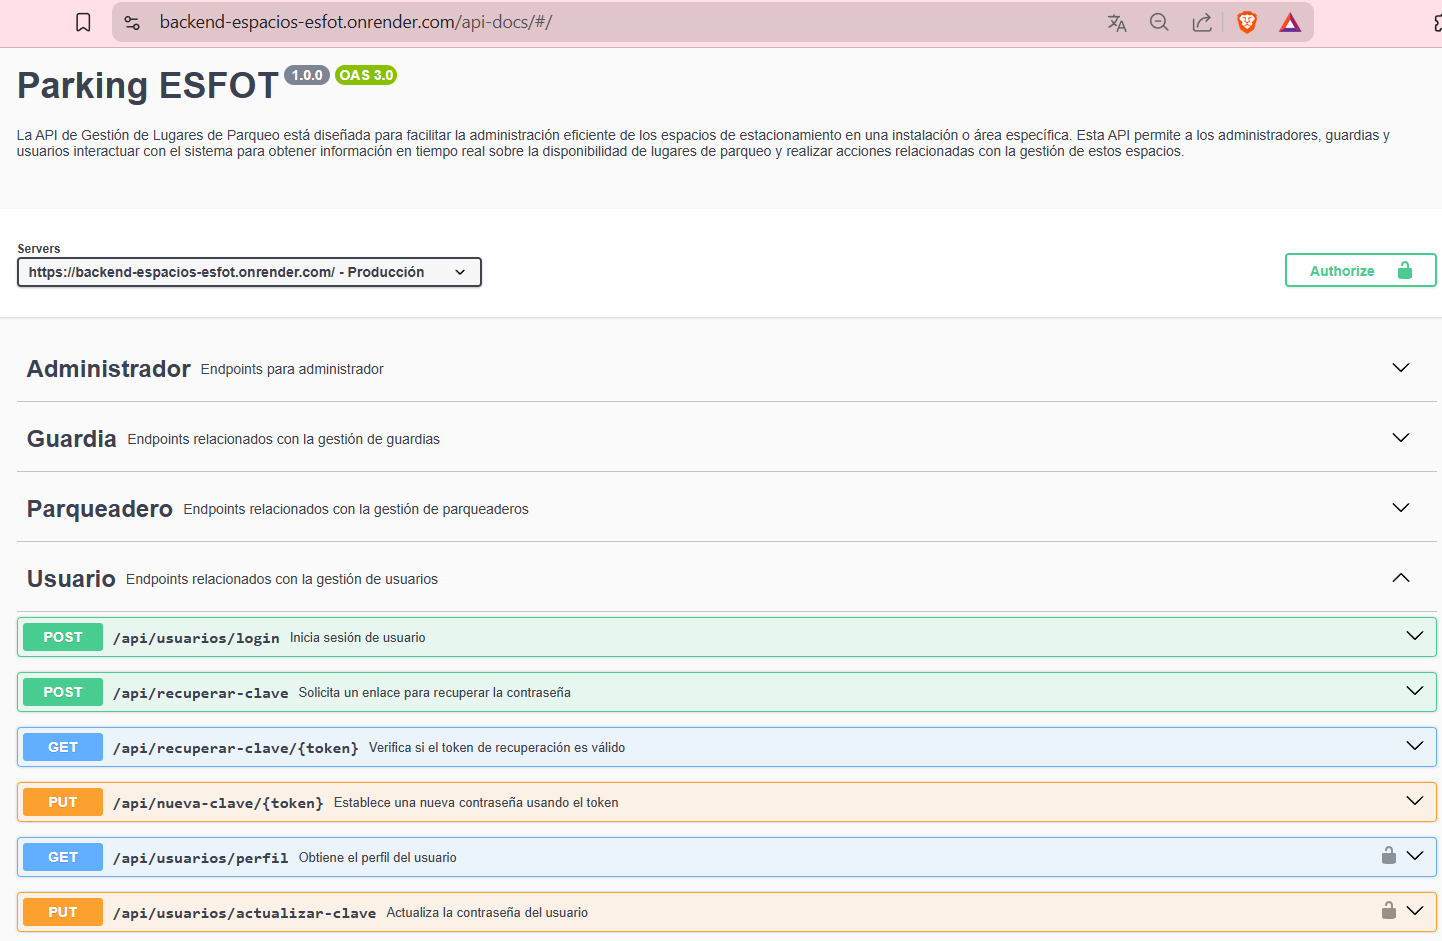 backend-espacios-esfot.onrender.com/api-docs/#/
Parking ESFOT 1.0.0 OAS 3.0
La API de Gestión de Lugares de Parqueo está diseñada para facilitar la administración eficiente de los espacios de estacionamiento en una instalación o área específica. Esta API permite a los administradores, guardias y
usuarios interactuar con el sistema para obtener información en tiempo real sobre la disponibilidad de lugares de parqueo y realizar acciones relacionadas con la gestión de estos espacios.
Servers
https://backend-espacios-esfot.onrender.com/ - Producción
Authorize
Administrador Endpoints para administrador
Guardia Endpoints relacionados con la gestión de guardias
Parqueadero Endpoints relacionados con la gestión de parqueaderos
Usuario Endpoints relacionados con la gestión de usuarios
POST /api/usuarios/login Inicia sesión de usuario
POST /api/recuperar-clave Solicita un enlace para recuperar la contraseña
GET /api/recuperar-clave/{token} Verifica si el token de recuperación es válido
PUT /api/nueva-clave/{token} Establece una nueva contraseña usando el token
GET /api/usuarios/perfil Obtiene el perfil del usuario
PUT /api/usuarios/actualizar-clave Actualiza la contraseña del usuario